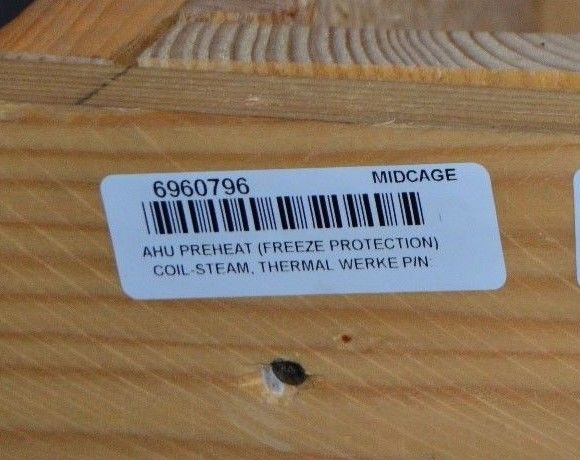 6960796 MIDCAGE
AHU PREHEAT (FREEZE PROTECTION)
COIL-STEAM, THERMAL WERKE P/N: